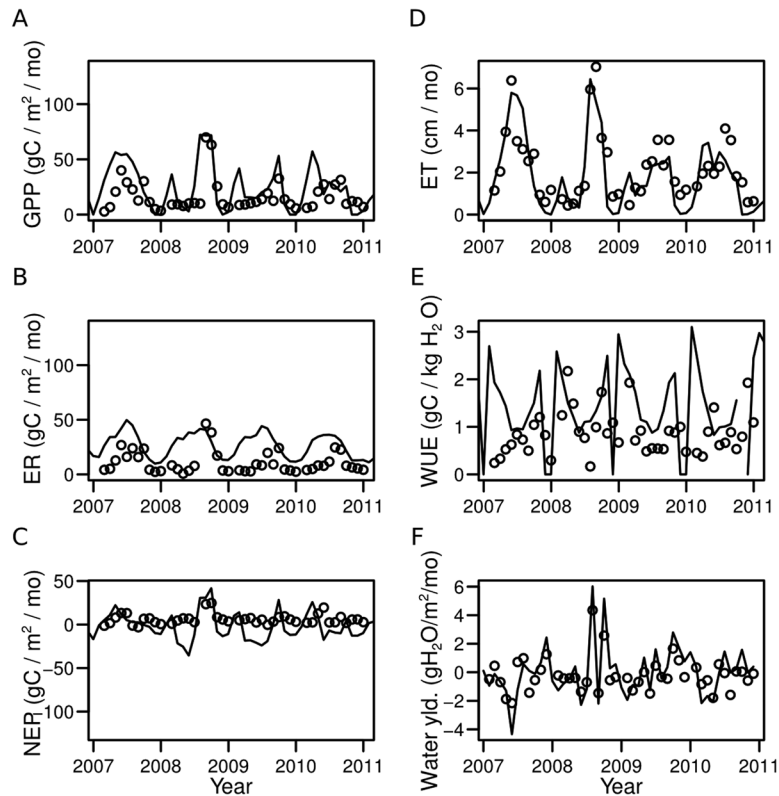 A
GPP (gC / m² / mo)
100
50
0
2007 2008 2009 2010 2011
B
ER (gC / m² / mo)
100
50
0
2007 2008 2009 2010 2011
C
NEP (gC / m² / mo)
50
0
−50
−100
2007 2008 2009 2010 2011
Year
D
ET (cm / mo)
6
4
2
0
2007 2008 2009 2010 2011
E
WUE (gC / kg H₂ O)
3
2
1
0
2007 2008 2009 2010 2011
F
Water yld. (gH₂O/m²/mo)
6
4
2
0
−2
−4
2007 2008 2009 2010 2011
Year